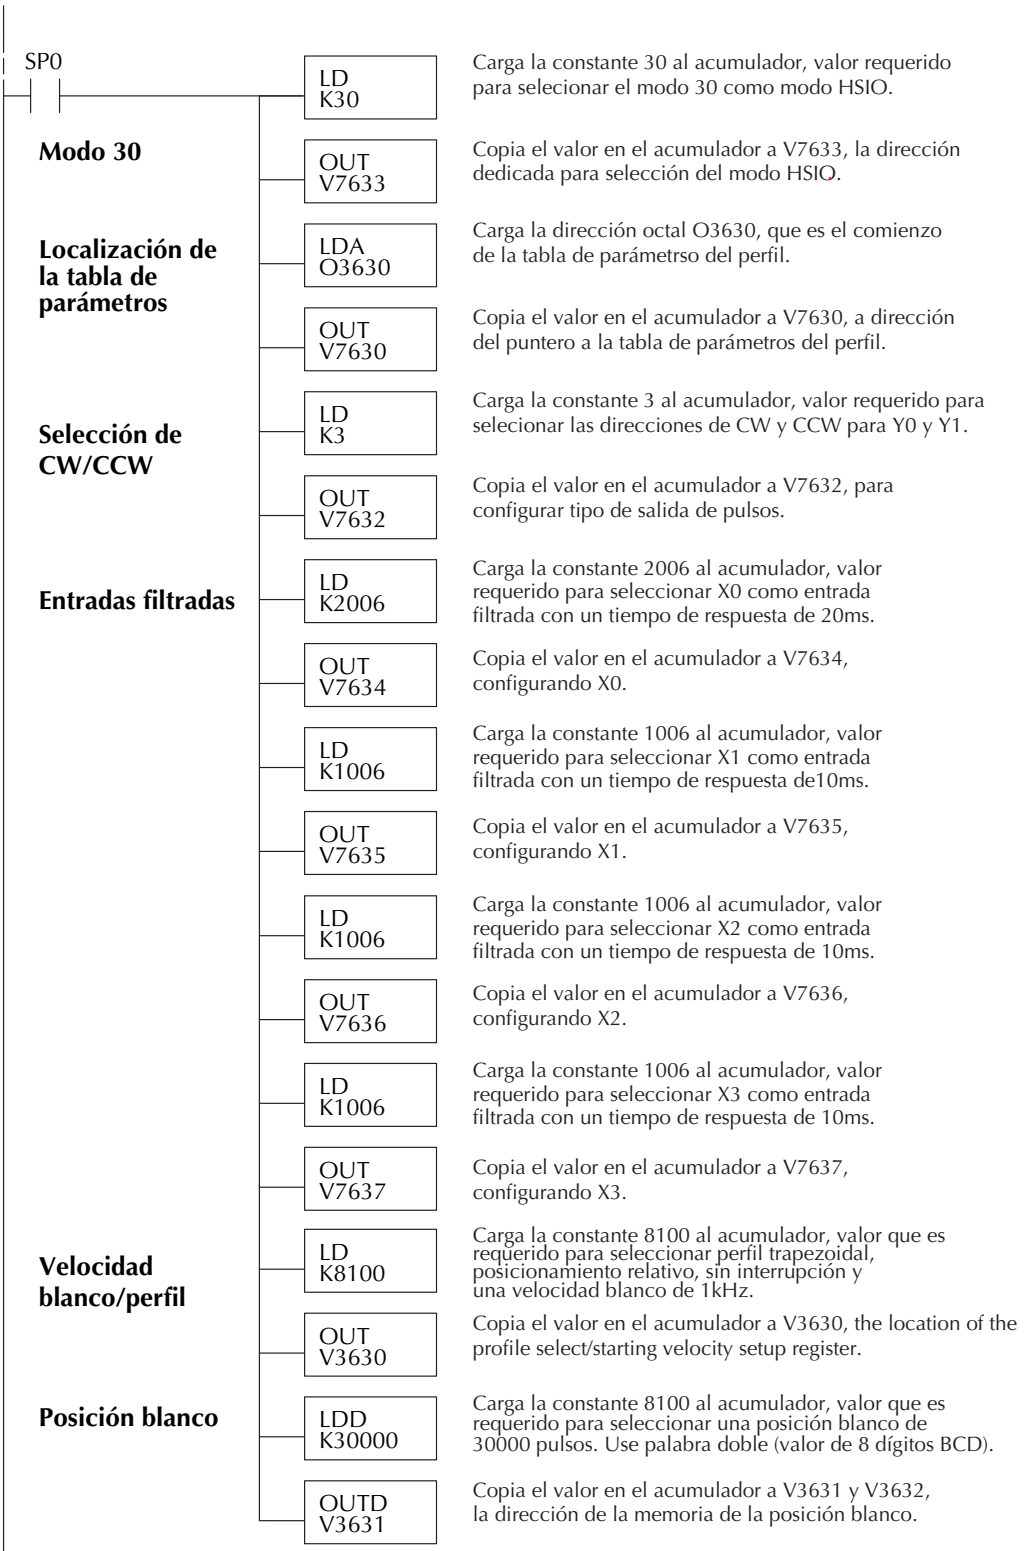 SP0
LD
K30
Carga la constante 30 al acumulador, valor requerido
para selecionar el modo 30 como modo HSIO.
Modo 30
OUT
V7633
Copia el valor en el acumulador a V7633, la dirección
dedicada para selección del modo HSIO.
Localización de
la tabla de
parámetros
LDA
O3630
Carga la dirección octal O3630, que es el comienzo
de la tabla de parámetrso del perfil.
OUT
V7630
Copia el valor en el acumulador a V7630, a dirección
del puntero a la tabla de parámetros del perfil.
Selección de
CW/CCW
LD
K3
Carga la constante 3 al acumulador, valor requerido para
selecionar las direcciones de CW y CCW para Y0 y Y1.
OUT
V7632
Copia el valor en el acumulador a V7632, para
configurar tipo de salida de pulsos.
Entradas filtradas
LD
K2006
Carga la constante 2006 al acumulador, valor
requerido para seleccionar X0 como entrada
filtrada con un tiempo de respuesta de 20ms.
OUT
V7634
Copia el valor en el acumulador a V7634,
configurando X0.
LD
K1006
Carga la constante 1006 al acumulador, valor
requerido para seleccionar X1 como entrada
filtrada con un tiempo de respuesta de10ms.
OUT
V7635
Copia el valor en el acumulador a V7635,
configurando X1.
LD
K1006
Carga la constante 1006 al acumulador, valor
requerido para seleccionar X2 como entrada
filtrada con un tiempo de respuesta de 10ms.
OUT
V7636
Copia el valor en el acumulador a V7636,
configurando X2.
LD
K1006
Carga la constante 1006 al acumulador, valor
requerido para seleccionar X3 como entrada
filtrada con un tiempo de respuesta de 10ms.
OUT
V7637
Copia el valor en el acumulador a V7637,
configurando X3.
Velocidad
blanco/perfil
LD
K8100
Carga la constante 8100 al acumulador, valor que es
requerido para seleccionar perfil trapezoidal,
posicionamiento relativo, sin interrupción y
una velocidad blanco de 1kHz.
OUT
V3630
Copia el valor en el acumulador a V3630, the location of the
profile select/starting velocity setup register.
Posición blanco
LDD
K30000
Carga la constante 8100 al acumulador, valor que es
requerido para seleccionar una posición blanco de
30000 pulsos. Use palabra doble (valor de 8 dígitos BCD).
OUTD
V3631
Copia el valor en el acumulador a V3631 y V3632,
la dirección de la memoria de la posición blanco.